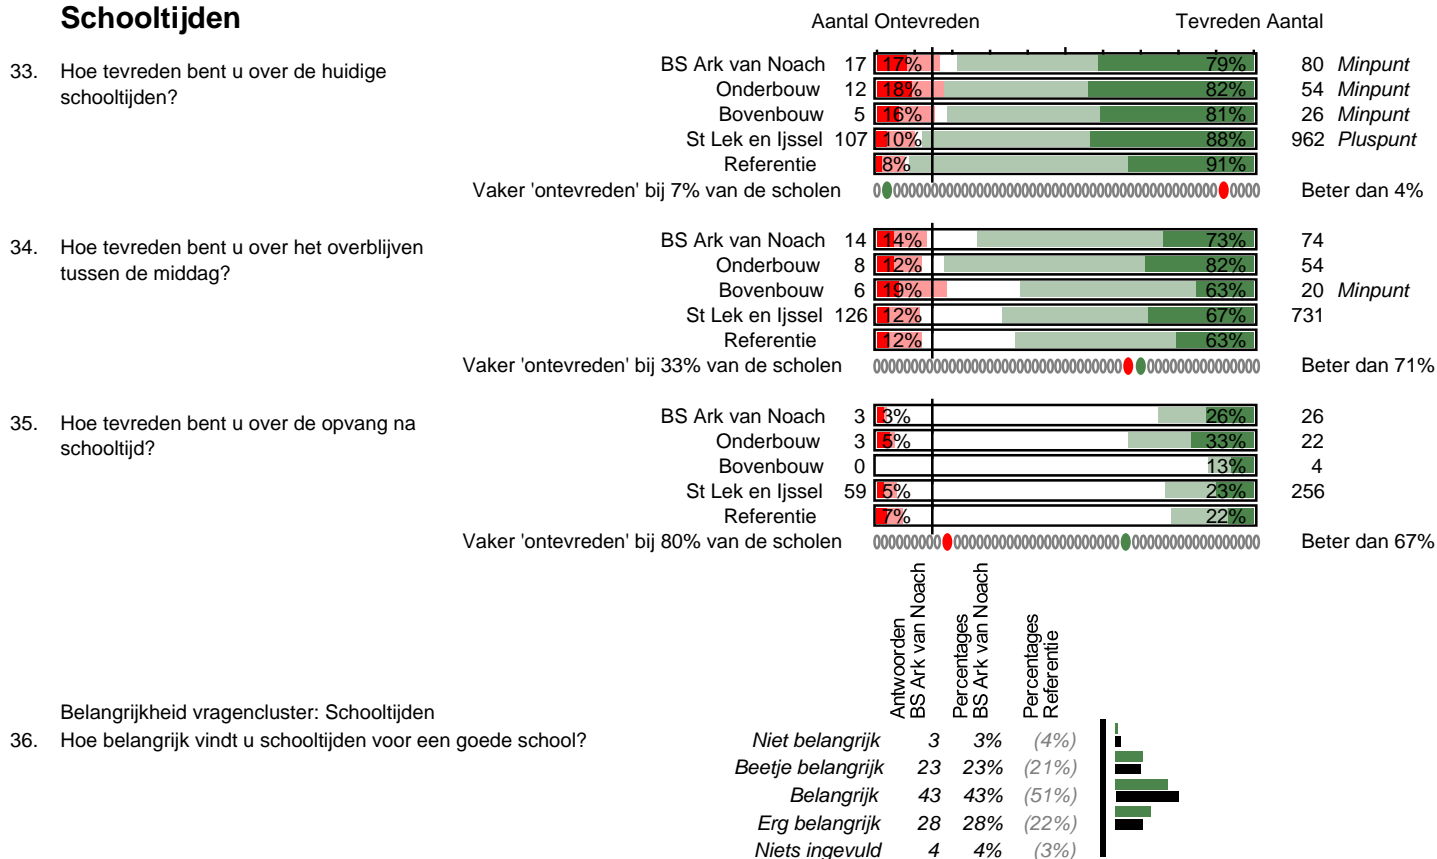 Schooltijden
Aantal Ontevreden Tevreden Aantal
33. Hoe tevreden bent u over de huidige schooltijden?
BS Ark van Noach 17 17% 79% 80 Minpunt
Onderbouw 12 18% 82% 54 Minpunt
Bovenbouw 5 16% 81% 26 Minpunt
St Lek en Ijssel 107 10% 88% 962 Pluspunt
Referentie 8% 91%
Vaker 'ontevreden' bij 7% van de scholen Beter dan 4%
34. Hoe tevreden bent u over het overblijven tussen de middag?
BS Ark van Noach 14 14% 73% 74
Onderbouw 8 12% 82% 54
Bovenbouw 6 19% 63% 20 Minpunt
St Lek en Ijssel 126 12% 67% 731
Referentie 12% 63%
Vaker 'ontevreden' bij 33% van de scholen Beter dan 71%
35. Hoe tevreden bent u over de opvang na schooltijd?
BS Ark van Noach 3 3% 26% 26
Onderbouw 3 5% 33% 22
Bovenbouw 0 13% 4
St Lek en Ijssel 59 5% 23% 256
Referentie 7% 22%
Vaker 'ontevreden' bij 80% van de scholen Beter dan 67%
Antwoorden
BS Ark van Noach
Percentages
BS Ark van Noach
Percentages
Referentie
Belangrijkheid vragencluster: Schooltijden
36. Hoe belangrijk vindt u schooltijden voor een goede school?
Niet belangrijk 3 3% (4%)
Beetje belangrijk 23 23% (21%)
Belangrijk 43 43% (51%)
Erg belangrijk 28 28% (22%)
Niets ingevuld 4 4% (3%)